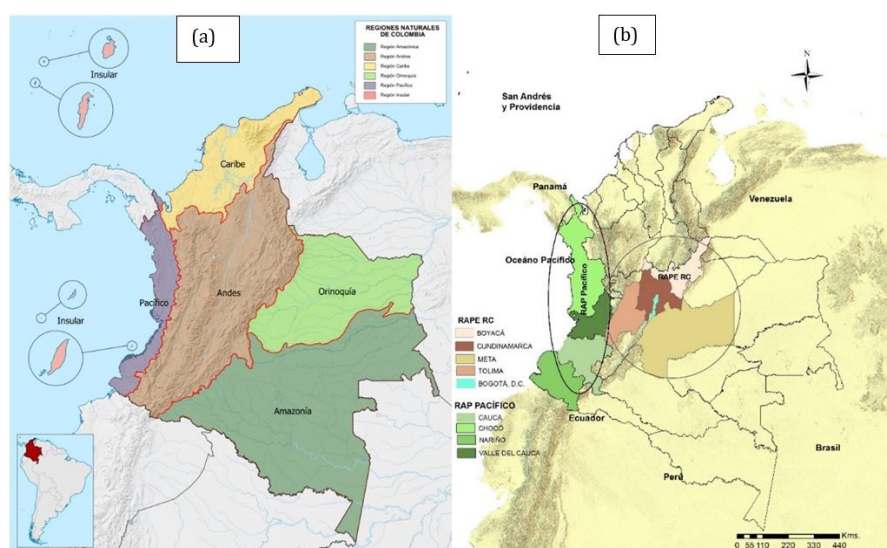 (a)
REGIONES NATURALES
DE COLOMBIA
Región Amazónica
Región Andina
Región Caribe
Región Orinoquía
Región Pacífico
Región Insular
Insular
Caribe
Andes
Pacífico
Orinoquía
Insular
Amazonía
(b)
N
San Andrés
y Providencia
Panamá
Venezuela
Océano Pacífico
RAP Pacífico
RAPE RC
RAPE RC
BOYACÁ
CUNDINAMARCA
META
TOLIMA
BOGOTÁ, D.C.
RAP PACÍFICO
CAUCA
CHOCO
NARIÑO
VALLE DEL CAUCA
Ecuador
Brasil
Perú
Kms.
0 55 110 220 330 440